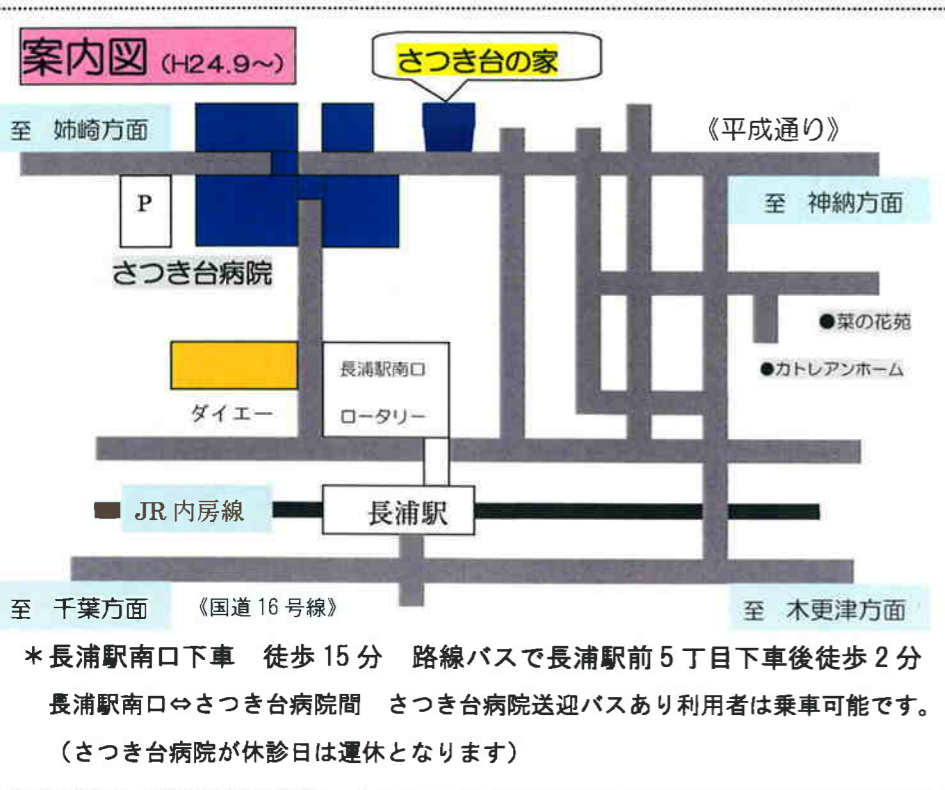 案内図 (H24.9～)
さつき台の家
至 姉崎方面
《平成通り》
P
至 神納方面
さつき台病院
●菜の花苑
長浦駅南口
●カトレアンホーム
ダイエー
ロータリー
JR内房線
長浦駅
至 千葉方面
《国道16号線》
至 木更津方面
＊長浦駅南口下車　徒歩15分　路線バスで長浦駅前5丁目下車後徒歩2分
長浦駅南口⇔さつき台病院間　さつき台病院送迎バスあり利用者は乗車可能です。
（さつき台病院が休診日は運休となります）